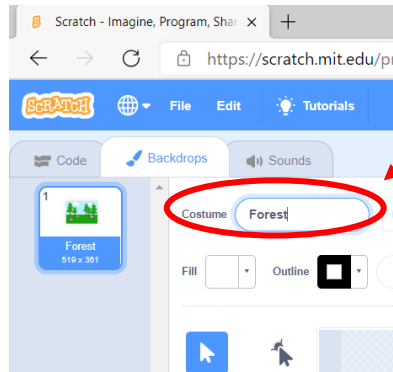 Scratch - Imagine, Program, Shar
https://scratch.mit.edu/pr
SCRATCH File Edit Tutorials
Code Backdrops Sounds
1
Costume Forest
Forest
519 x 361
Fill Outline